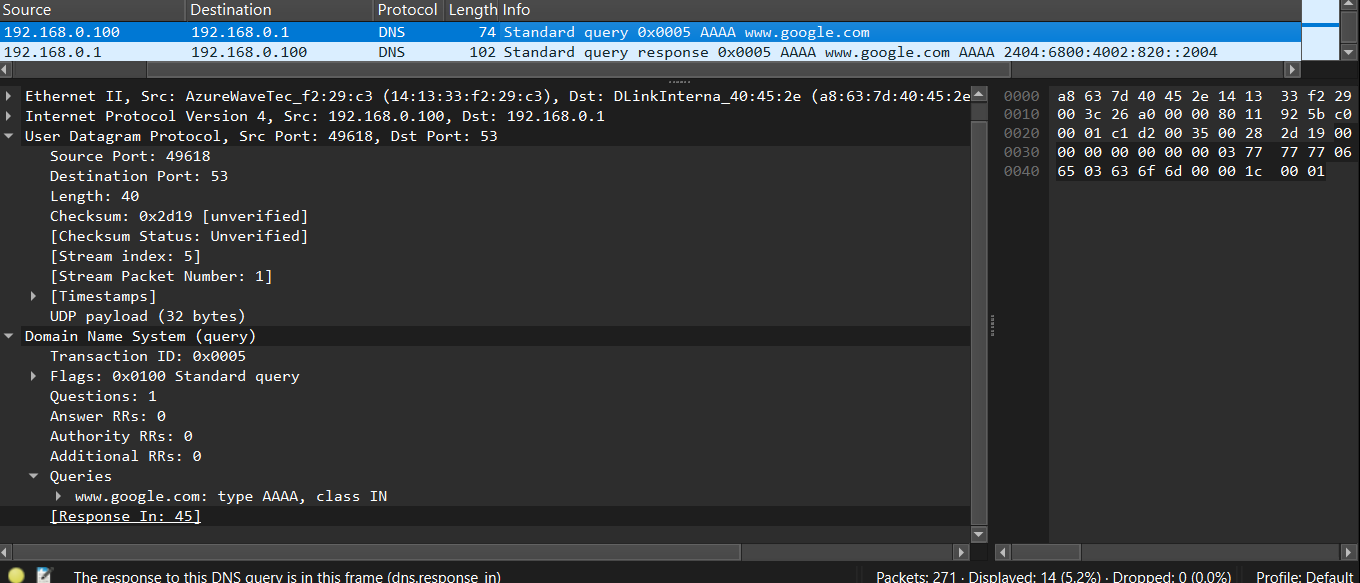 Source Destination Protocol Length Info
192.168.0.100 192.168.0.1 DNS 74 Standard query 0x0005 AAAA www.google.com
192.168.0.1 192.168.0.100 DNS 102 Standard query response 0x0005 AAAA www.google.com AAAA 2404:6800:4002:820::2004
Ethernet II, Src: AzureWaveTec_f2:29:c3 (14:13:33:f2:29:c3), Dst: DLinkInterna_40:45:2e (a8:63:7d:40:45:2e
Internet Protocol Version 4, Src: 192.168.0.100, Dst: 192.168.0.1
User Datagram Protocol, Src Port: 49618, Dst Port: 53
Source Port: 49618
Destination Port: 53
Length: 40
Checksum: 0x2d19 [unverified]
[Checksum Status: Unverified]
[Stream index: 5]
[Stream Packet Number: 1]
[Timestamps]
UDP payload (32 bytes)
Domain Name System (query)
Transaction ID: 0x0005
Flags: 0x0100 Standard query
Questions: 1
Answer RRs: 0
Authority RRs: 0
Additional RRs: 0
Queries
www.google.com: type AAAA, class IN
[Response In: 45]
0000 a8 63 7d 40 45 2e 14 13 33 f2 29
0010 00 3c 26 a0 00 00 80 11 92 5b c0
0020 00 01 c1 d2 00 35 00 28 2d 19 00
0030 00 00 00 00 00 00 03 77 77 77 06
0040 65 03 63 6f 6d 00 00 1c 00 01
The response to this DNS query is in this frame (dns.response_in)
Packets: 271 · Displayed: 14 (5.2%) · Dropped: 0 (0.0%)
Profile: Default